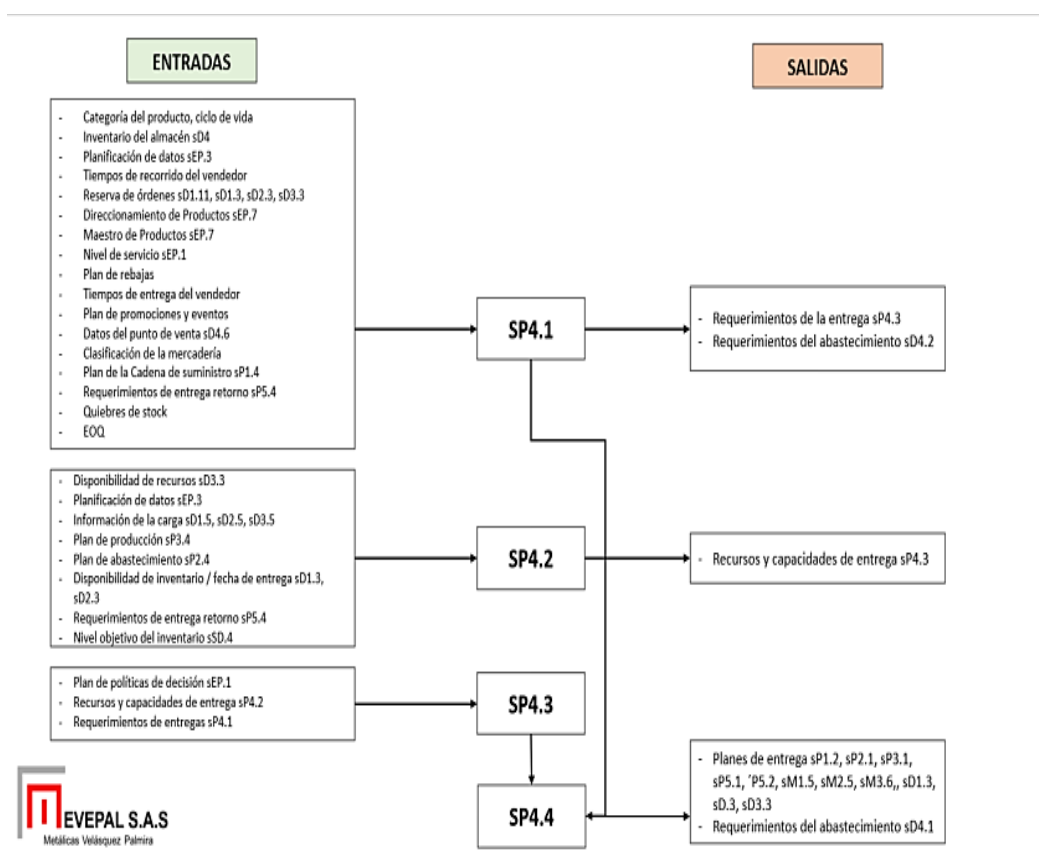 ENTRADAS
SALIDAS
- Categoría del producto, ciclo de vida
- Inventario del almacén sD4
- Planificación de datos sEP.3
- Tiempos de recorrido del vendedor
- Reserva de órdenes sD1.11, sD1.3, sD2.3, sD3.3
- Direccionamiento de Productos sEP.7
- Maestro de Productos sEP.7
- Nivel de servicio sEP.1
- Plan de rebajas
- Tiempos de entrega del vendedor
- Plan de promociones y eventos
- Datos del punto de venta sD4.6
- Clasificación de la mercadería
- Plan de la Cadena de suministro sP1.4
- Requerimientos de entrega retorno sP5.4
- Quiebres de stock
- EOQ
SP4.1
- Requerimientos de la entrega sP4.3
- Requerimientos del abastecimiento sD4.2
- Disponibilidad de recursos sD3.3
- Planificación de datos sEP.3
- Información de la carga sD1.5, sD2.5, sD3.5
- Plan de producción sP3.4
- Plan de abastecimiento sP2.4
- Disponibilidad de inventario / fecha de entrega sD1.3,
sD2.3
- Requerimientos de entrega retorno sP5.4
- Nivel objetivo del inventario sSD.4
SP4.2
- Recursos y capacidades de entrega sP4.3
- Plan de políticas de decisión sEP.1
- Recursos y capacidades de entrega sP4.2
- Requerimientos de entregas sP4.1
SP4.3
SP4.4
- Planes de entrega sP1.2, sP2.1, sP3.1,
sP5.1, ´P5.2, sM1.5, sM2.5, sM3.6,, sD1.3,
sD.3, sD3.3
- Requerimientos del abastecimiento sD4.1
MEVEPAL S.A.S
Metálicas Velásquez Palmira